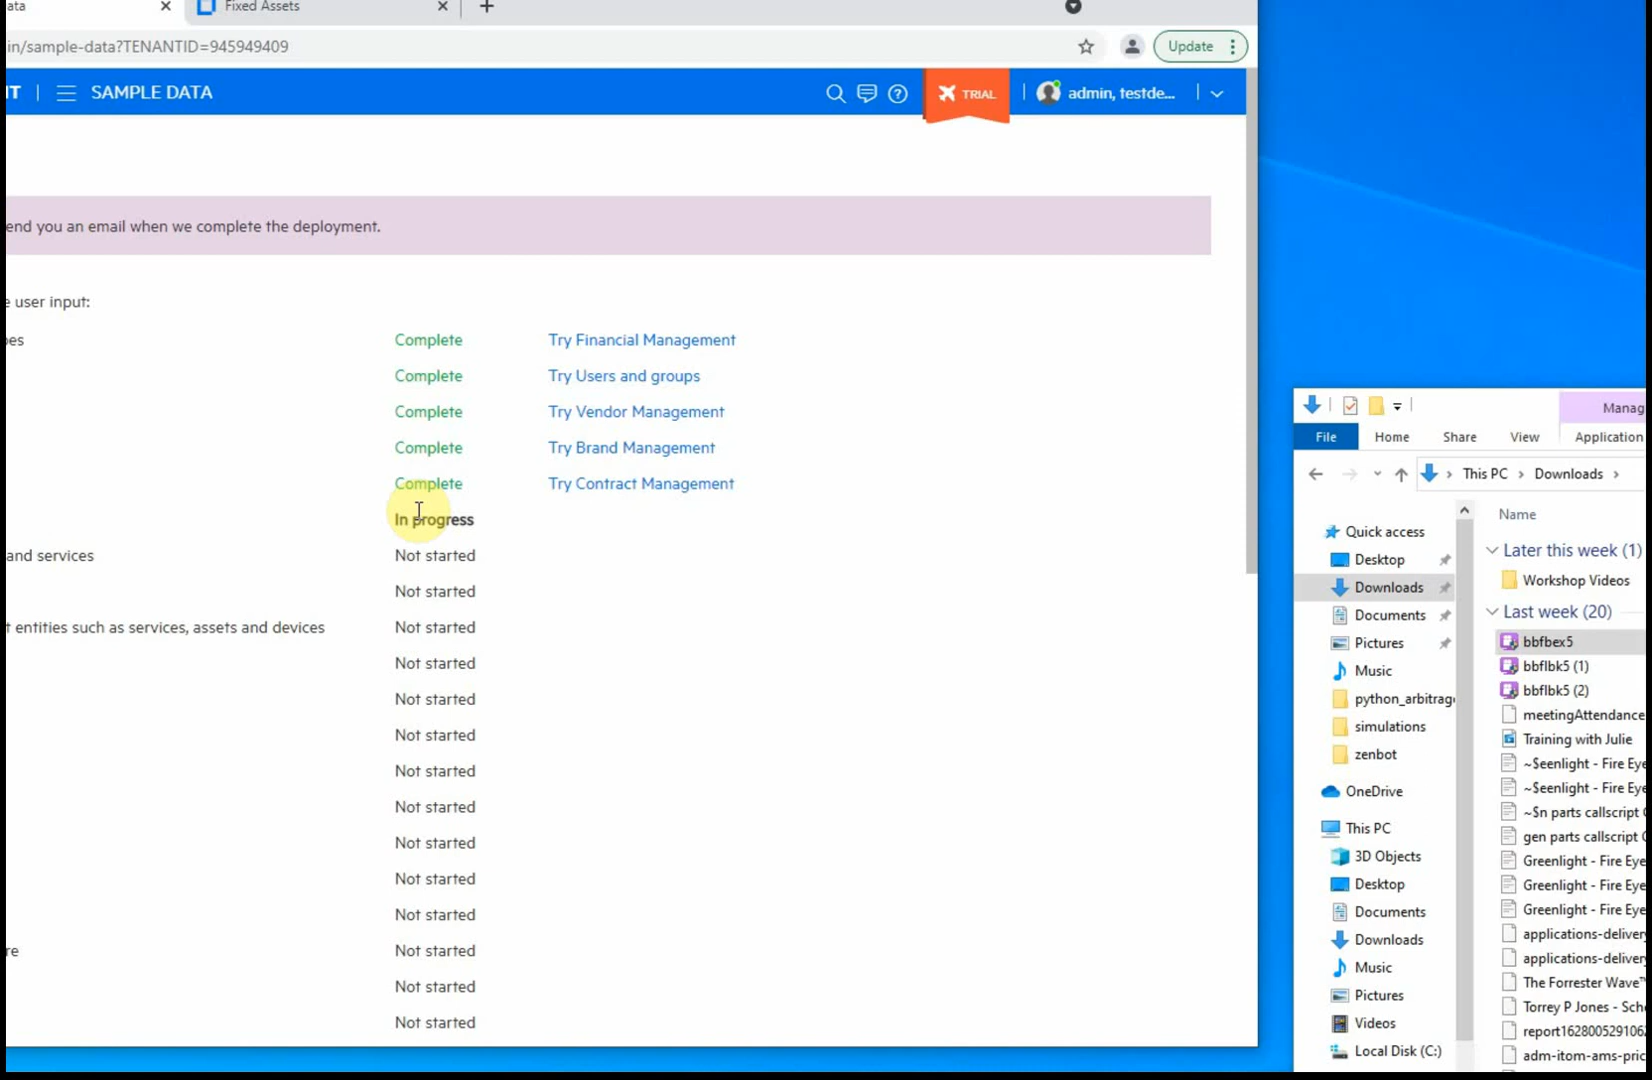 ata
Fixed Assets
in/sample-data?TENANTID=945949409
Update
NT
SAMPLE DATA
TRIAL
admin, testde...
end you an email when we complete the deployment.
e user input:
pes Complete Try Financial Management
Complete Try Users and groups
Complete Try Vendor Management
Complete Try Brand Management
Complete Try Contract Management
In progress
and services Not started
Not started
t entities such as services, assets and devices Not started
Not started
Not started
Not started
Not started
Not started
Not started
Not started
Not started
re Not started
Not started
Not started
Manag
File Home Share View Application
This PC › Downloads ›
Quick access
Desktop
Downloads
Documents
Pictures
Music
python_arbitrage
simulations
zenbot
OneDrive
This PC
3D Objects
Desktop
Documents
Downloads
Music
Pictures
Videos
Local Disk (C:)
Name
Later this week (1)
Workshop Videos
Last week (20)
bbfbex5
bbflbk5 (1)
bbflbk5 (2)
meetingAttendance
Training with Julie
~$eenlight - Fire Eye
~$eenlight - Fire Eye
~$n parts callscript C
gen parts callscript C
Greenlight - Fire Eye
Greenlight - Fire Eye
Greenlight - Fire Eye
applications-delivery
applications-delivery
The Forrester Wave™
Torrey P Jones - Sche
report1628005291062
adm-itom-ams-pric